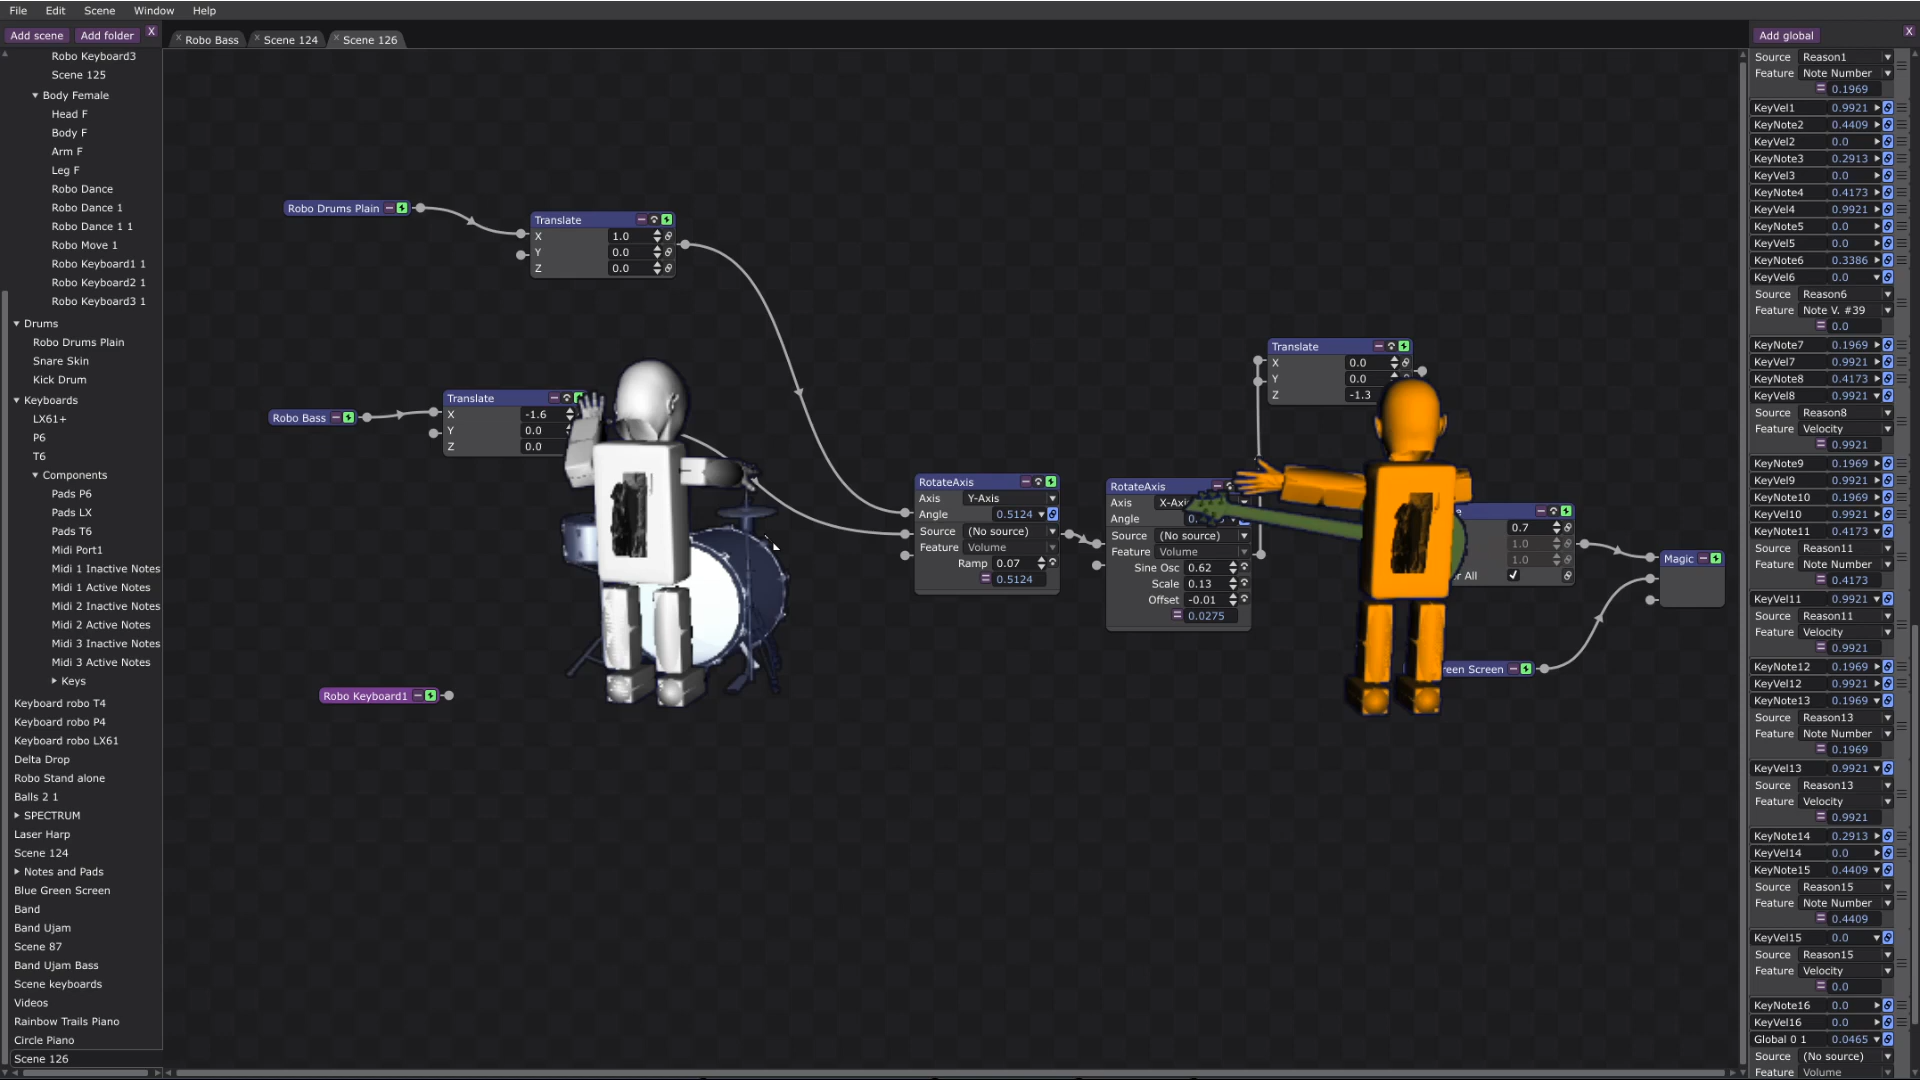 File Edit Scene Window Help
Add scene Add folder X
Robo Bass Scene 124 Scene 126
Add global X
Robo Keyboard3
Scene 125
Body Female
Head F
Body F
Arm F
Leg F
Robo Dance
Robo Dance 1
Robo Dance 1 1
Robo Move 1
Robo Keyboard1 1
Robo Keyboard2 1
Robo Keyboard3 1
Drums
Robo Drums Plain
Snare Skin
Kick Drum
Keyboards
LX61+
P6
T6
Components
Pads P6
Pads LX
Pads T6
Midi Port1
Midi 1 Inactive Notes
Midi 1 Active Notes
Midi 2 Inactive Notes
Midi 2 Active Notes
Midi 3 Inactive Notes
Midi 3 Active Notes
Keys
Keyboard robo T4
Keyboard robo P4
Keyboard robo LX61
Delta Drop
Robo Stand alone
Balls 2 1
SPECTRUM
Laser Harp
Scene 124
Notes and Pads
Blue Green Screen
Band
Band Ujam
Scene 87
Band Ujam Bass
Scene keyboards
Videos
Rainbow Trails Piano
Circle Piano
Scene 126
Robo Drums Plain
Translate
X 1.0
Y 0.0
Z 0.0
Robo Bass
Translate
X -1.6
Y 0.0
Z 0.0
Robo Keyboard1
RotateAxis
Axis Y-Axis
Angle 0.5124
Source (No source)
Feature Volume
Ramp 0.07
= 0.5124
RotateAxis
Axis X-Axis
Angle
Source (No source)
Feature Volume
Sine Osc 0.62
Scale 0.13
Offset -0.01
= 0.0275
Translate
X 0.0
Y 0.0
Z -1.3
0.7
1.0
1.0
r All
reen Screen
Magic
Source Reason1
Feature Note Number
= 0.1969
KeyVel1 0.9921
KeyNote2 0.4409
KeyVel2 0.0
KeyNote3 0.2913
KeyVel3 0.0
KeyNote4 0.4173
KeyVel4 0.9921
KeyNote5 0.0
KeyVel5 0.0
KeyNote6 0.3386
KeyVel6 0.0
Source Reason6
Feature Note V. #39
= 0.0
KeyNote7 0.1969
KeyVel7 0.9921
KeyNote8 0.4173
KeyVel8 0.9921
Source Reason8
Feature Velocity
= 0.9921
KeyNote9 0.1969
KeyVel9 0.9921
KeyNote10 0.1969
KeyVel10 0.9921
KeyNote11 0.4173
Source Reason11
Feature Note Number
= 0.4173
KeyVel11 0.9921
Source Reason11
Feature Velocity
= 0.9921
KeyNote12 0.1969
KeyVel12 0.9921
KeyNote13 0.1969
Source Reason13
Feature Note Number
= 0.1969
KeyVel13 0.9921
Source Reason13
Feature Velocity
= 0.9921
KeyNote14 0.2913
KeyVel14 0.0
KeyNote15 0.4409
Source Reason15
Feature Note Number
= 0.4409
KeyVel15 0.0
Source Reason15
Feature Velocity
= 0.0
KeyNote16 0.0
KeyVel16 0.0
Global 0 1 0.0465
Source (No source)
Feature Volume